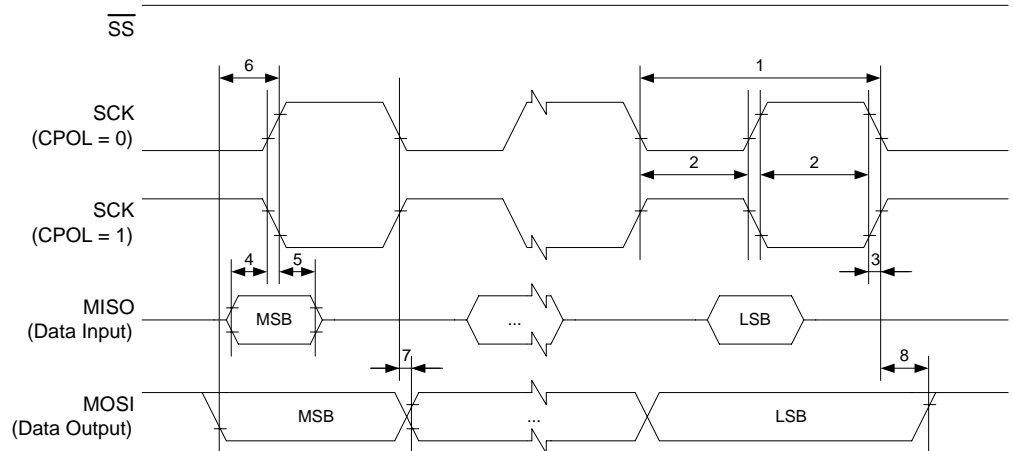 SS
6
1
SCK
(CPOL = 0)
2
2
SCK
(CPOL = 1)
4
5
3
MISO
(Data Input)
MSB
...
LSB
7
8
MOSI
(Data Output)
MSB
...
LSB